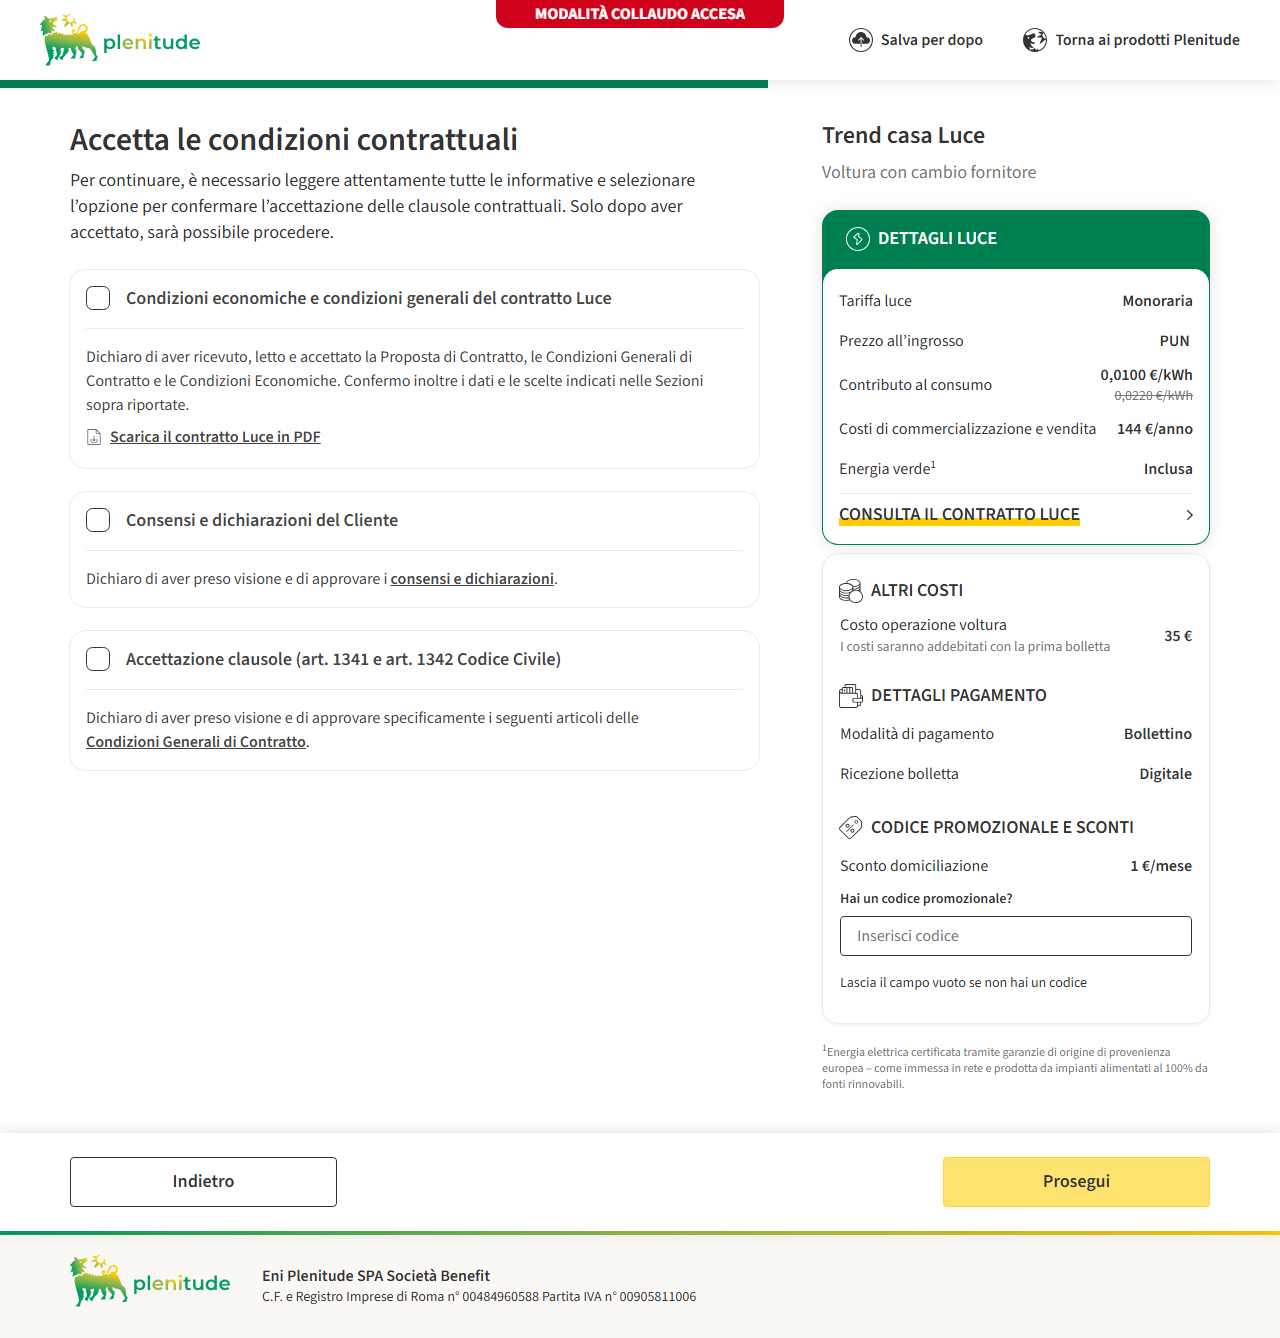 plenitude
MODALITÀ COLLAUDO ACCESA
Salva per dopo
Torna ai prodotti Plenitude
Accetta le condizioni contrattuali
Per continuare, è necessario leggere attentamente tutte le informative e selezionare
l’opzione per confermare l’accettazione delle clausole contrattuali. Solo dopo aver
accettato, sarà possibile procedere.
Condizioni economiche e condizioni generali del contratto Luce
Dichiaro di aver ricevuto, letto e accettato la Proposta di Contratto, le Condizioni Generali di
Contratto e le Condizioni Economiche. Confermo inoltre i dati e le scelte indicati nelle Sezioni
sopra riportate.
Scarica il contratto Luce in PDF
Consensi e dichiarazioni del Cliente
Dichiaro di aver preso visione e di approvare i consensi e dichiarazioni.
Accettazione clausole (art. 1341 e art. 1342 Codice Civile)
Dichiaro di aver preso visione e di approvare specificamente i seguenti articoli delle
Condizioni Generali di Contratto.
Trend casa Luce
Voltura con cambio fornitore
DETTAGLI LUCE
Tariffa luce Monoraria
Prezzo all’ingrosso PUN
Contributo al consumo 0,0100 €/kWh
0,0220 €/kWh
Costi di commercializzazione e vendita 144 €/anno
Energia verde¹ Inclusa
CONSULTA IL CONTRATTO LUCE
ALTRI COSTI
Costo operazione voltura 35 €
I costi saranno addebitati con la prima bolletta
DETTAGLI PAGAMENTO
Modalità di pagamento Bollettino
Ricezione bolletta Digitale
CODICE PROMOZIONALE E SCONTI
Sconto domiciliazione 1 €/mese
Hai un codice promozionale?
Inserisci codice
Lascia il campo vuoto se non hai un codice
¹Energia elettrica certificata tramite garanzie di origine di provenienza
europea – come immessa in rete e prodotta da impianti alimentati al 100% da
fonti rinnovabili.
Indietro
Prosegui
plenitude
Eni Plenitude SPA Società Benefit
C.F. e Registro Imprese di Roma n° 00484960588 Partita IVA n° 00905811006